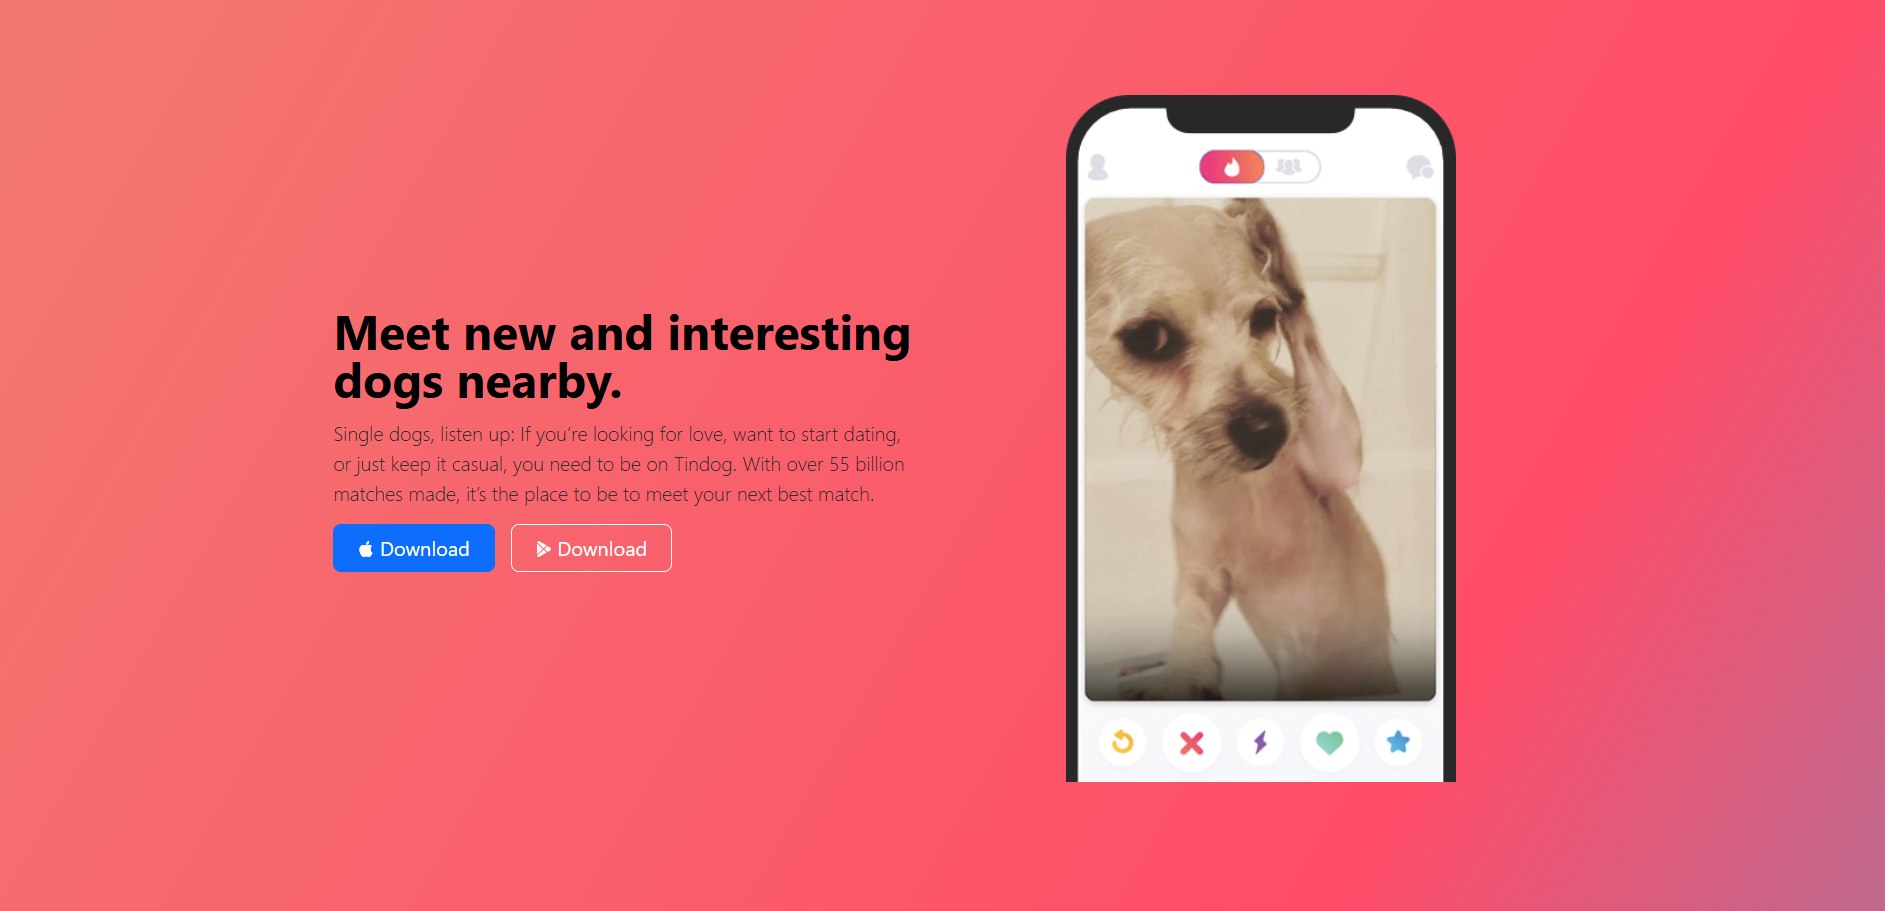 Meet new and interesting
dogs nearby.
Single dogs, listen up: If you’re looking for love, want to start dating,
or just keep it casual, you need to be on Tindog. With over 55 billion
matches made, it’s the place to be to meet your next best match.
Download
Download